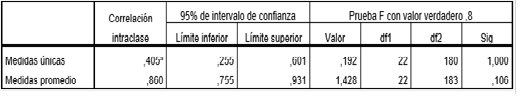 Correlación intraclase 95% de intervalo de confianza Prueba F con valor verdadero ,8
Límite inferior Límite superior Valor df1 df2 Sig
Medidas únicas ,405ª ,255 ,601 ,192 22 180 1,000
Medidas promedio ,860 ,755 ,931 1,428 22 183 ,106